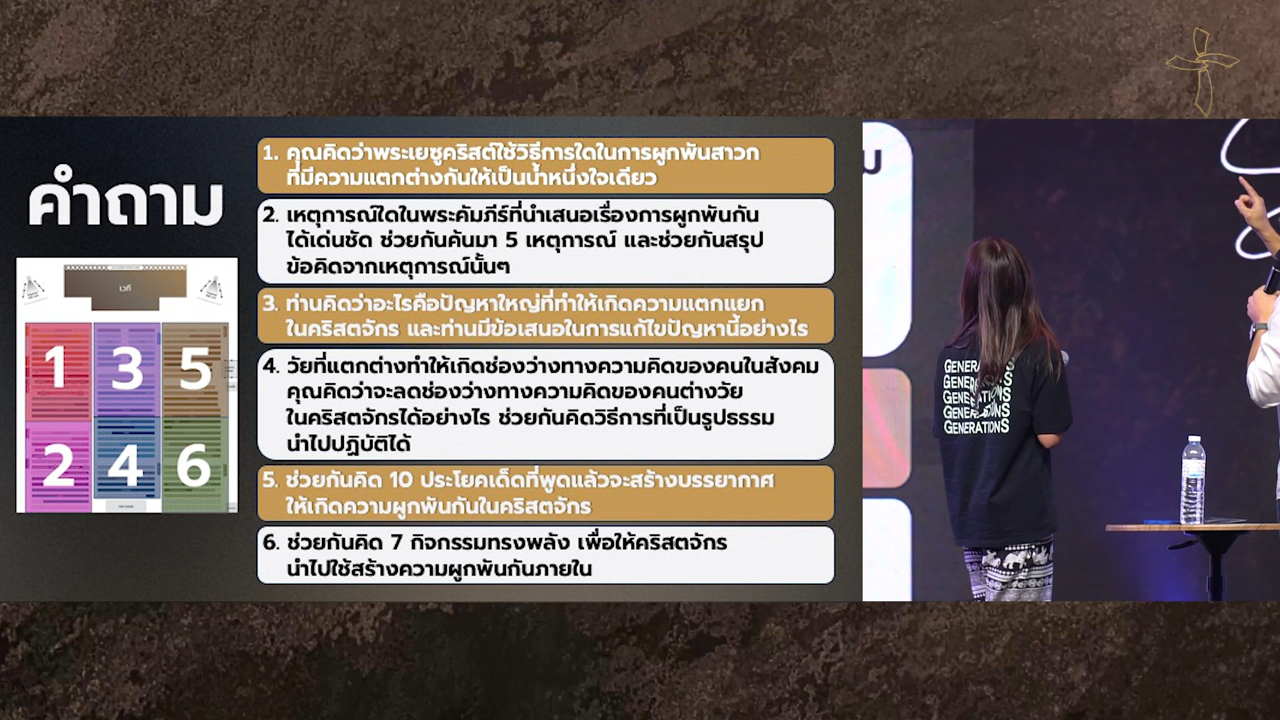 คำถาม
เวที
1 3 5
2 4 6
1. คุณคิดว่าพระเยซูคริสต์ใช้วิธีการใดในการผูกพันสาวก
ที่มีความแตกต่างกันให้เป็นน้ำหนึ่งใจเดียว
2. เหตุการณ์ใดในพระคัมภีร์ที่นำเสนอเรื่องการผูกพันกัน
ได้เด่นชัด ช่วยกันค้นมา 5 เหตุการณ์ และช่วยกันสรุป
ข้อคิดจากเหตุการณ์นั้นๆ
3. ท่านคิดว่าอะไรคือปัญหาใหญ่ที่ทำให้เกิดความแตกแยก
ในคริสตจักร และท่านมีข้อเสนอในการแก้ไขปัญหานี้อย่างไร
4. วัยที่แตกต่างทำให้เกิดช่องว่างทางความคิดของคนในสังคม
คุณคิดว่าจะลดช่องว่างทางความคิดของคนต่างวัย
ในคริสตจักรได้อย่างไร ช่วยกันคิดวิธีการที่เป็นรูปธรรม
นำไปปฏิบัติได้
5. ช่วยกันคิด 10 ประโยคเด็ดที่พูดแล้วจะสร้างบรรยากาศ
ให้เกิดความผูกพันกันในคริสตจักร
6. ช่วยกันคิด 7 กิจกรรมทรงพลัง เพื่อให้คริสตจักร
นำไปใช้สร้างความผูกพันกันภายใน
GENERATIONS
GENERATIONS
GENERATIONS
GENERATIONS
GENERATIONS